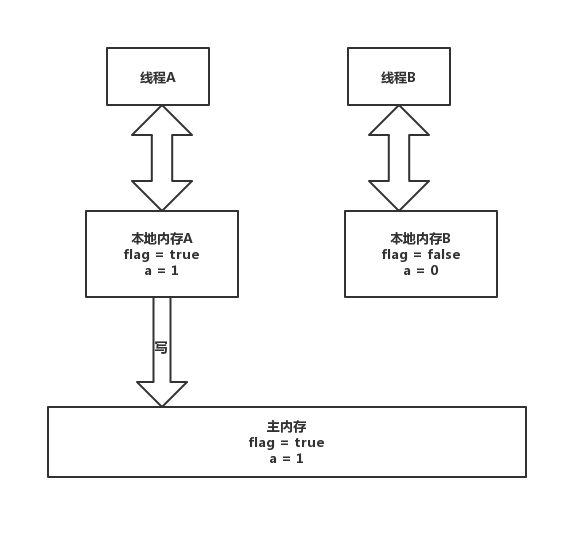 线程A
线程B
本地内存A
flag = true
a = 1
本地内存B
flag = false
a = 0
写
主内存
flag = true
a = 1